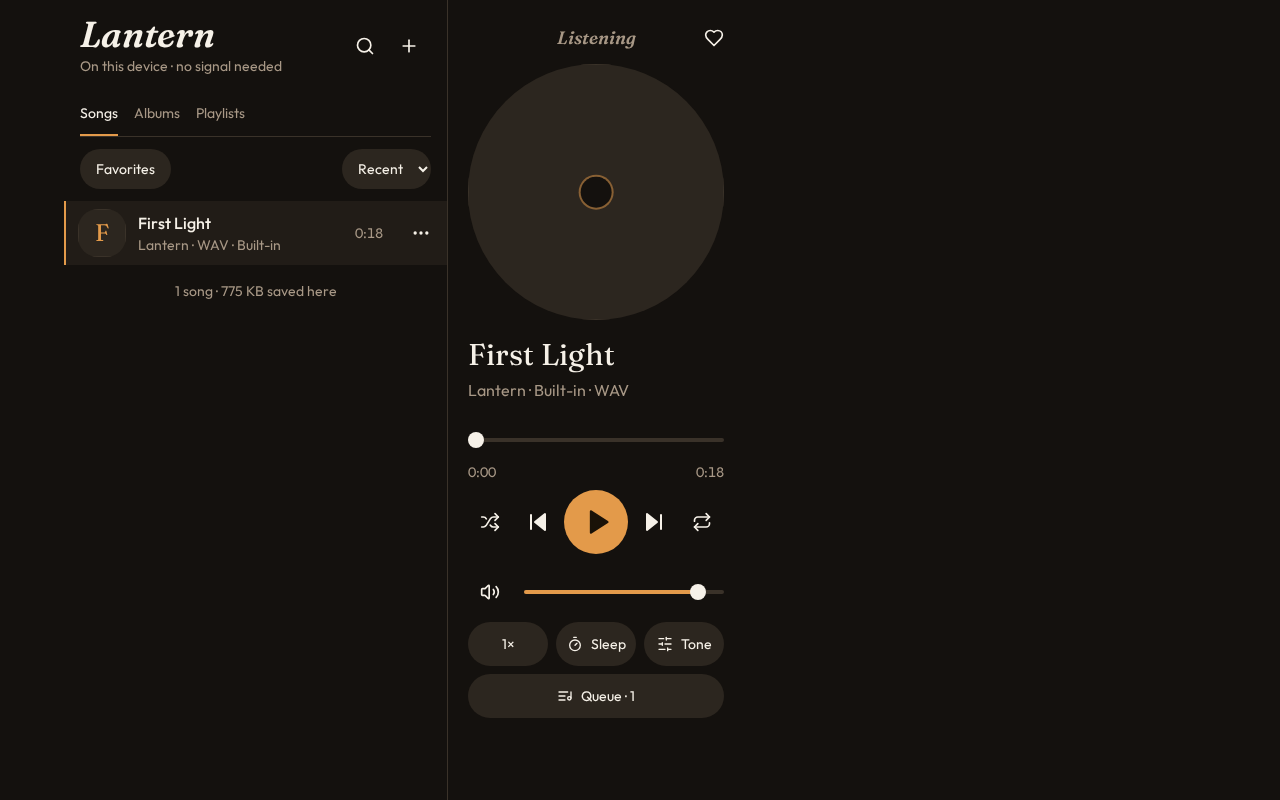 Lantern
On this device · no signal needed
Songs Albums Playlists
Favorites Recent
F
First Light
Lantern · WAV · Built-in
0:18
1 song · 775 KB saved here
Listening
First Light
Lantern · Built-in · WAV
0:00 0:18
1× Sleep Tone
Queue · 1